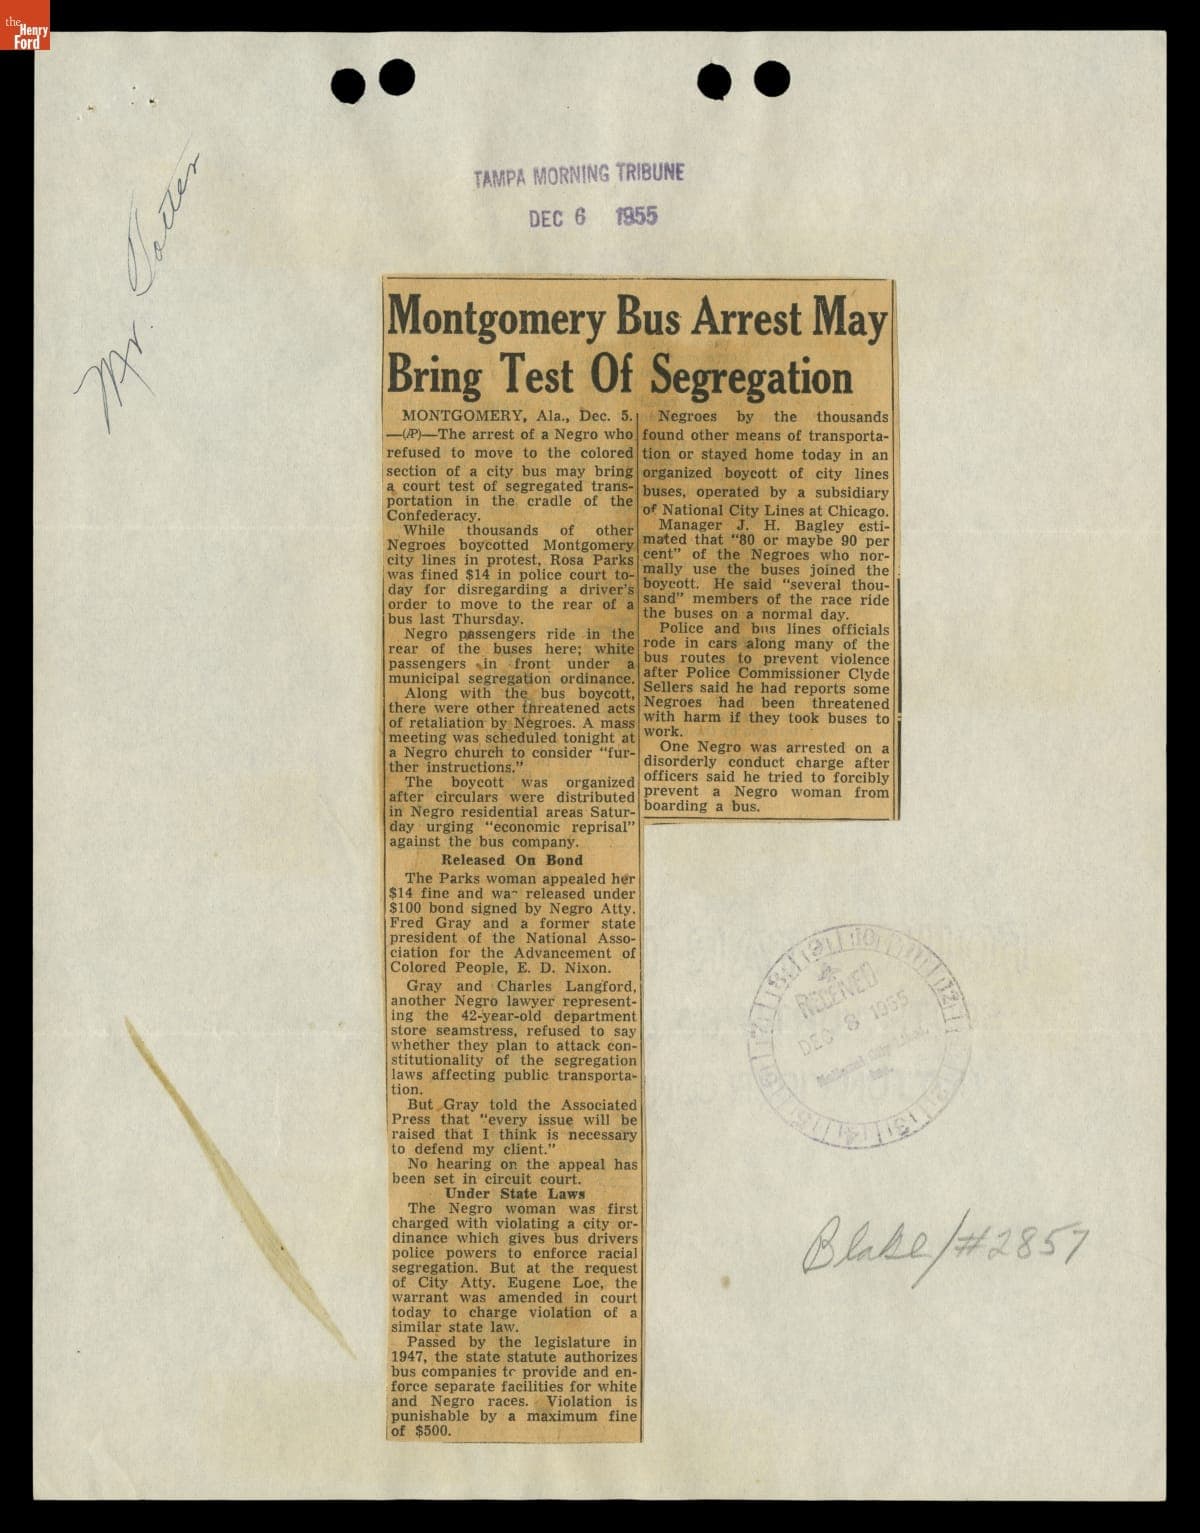 the
Henry
Ford
Mr. Potter
TAMPA MORNING TRIBUNE
DEC 6 1955
Montgomery Bus Arrest May
Bring Test Of Segregation
MONTGOMERY, Ala., Dec. 5.
—(AP)—The arrest of a Negro who
refused to move to the colored
section of a city bus may bring
a court test of segregated trans-
portation in the cradle of the
Confederacy.
While thousands of other
Negroes boycotted Montgomery
city lines in protest, Rosa Parks
was fined $14 in police court to-
day for disregarding a driver's
order to move to the rear of a
bus last Thursday.
Negro passengers ride in the
rear of the buses here; white
passengers in front under a
municipal segregation ordinance.
Along with the bus boycott,
there were other threatened acts
of retaliation by Negroes. A mass
meeting was scheduled tonight at
a Negro church to consider "fur-
ther instructions."
The boycott was organized
after circulars were distributed
in Negro residential areas Satur-
day urging "economic reprisal"
against the bus company.
Released On Bond
The Parks woman appealed her
$14 fine and was released under
$100 bond signed by Negro Atty.
Fred Gray and a former state
president of the National Asso-
ciation for the Advancement of
Colored People, E. D. Nixon.
Gray and Charles Langford,
another Negro lawyer represent-
ing the 42-year-old department
store seamstress, refused to say
whether they plan to attack con-
stitutionality of the segregation
laws affecting public transporta-
tion.
But Gray told the Associated
Press that "every issue will be
raised that I think is necessary
to defend my client."
No hearing on the appeal has
been set in circuit court.
Under State Laws
The Negro woman was first
charged with violating a city or-
dinance which gives bus drivers
police powers to enforce racial
segregation. But at the request
of City Atty. Eugene Loe, the
warrant was amended in court
today to charge violation of a
similar state law.
Passed by the legislature in
1947, the state statute authorizes
bus companies to provide and en-
force separate facilities for white
and Negro races. Violation is
punishable by a maximum fine
of $500.
Negroes by the thousands
found other means of transporta-
tion or stayed home today in an
organized boycott of city lines
buses, operated by a subsidiary
of National City Lines at Chicago.
Manager J. H. Bagley esti-
mated that "80 or maybe 90 per
cent" of the Negroes who nor-
mally use the buses joined the
boycott. He said "several thou-
sand" members of the race ride
the buses on a normal day.
Police and bus lines officials
rode in cars along many of the
bus routes to prevent violence
after Police Commissioner Clyde
Sellers said he had reports some
Negroes had been threatened
with harm if they took buses to
work.
One Negro was arrested on a
disorderly conduct charge after
officers said he tried to forcibly
prevent a Negro woman from
boarding a bus.
RECEIVED
DEC 8 1955
National City Lines
Inc.
Blake/#2857